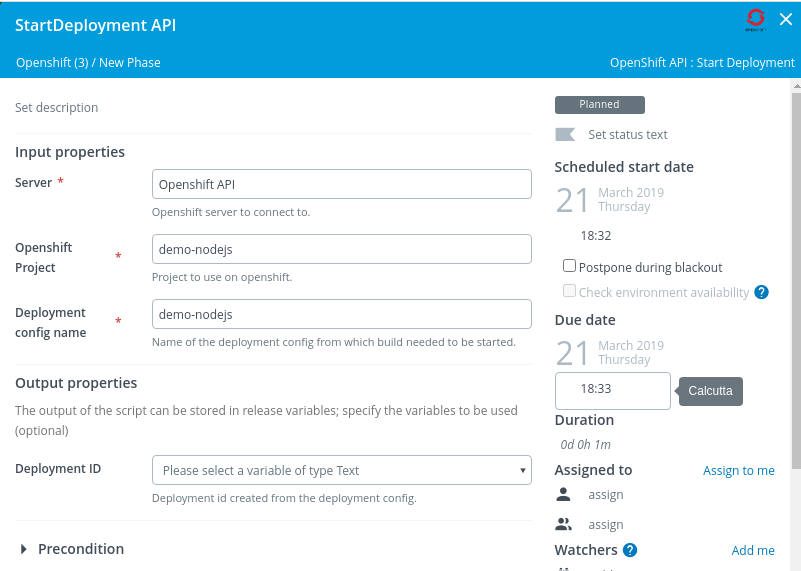 StartDeployment API
OPENSHIFT
Openshift (3) / New Phase
OpenShift API : Start Deployment
Set description
Input properties
Server *
Openshift API
Openshift server to connect to.
Openshift
Project *
demo-nodejs
Project to use on openshift.
Deployment
config name *
demo-nodejs
Name of the deployment config from which build needed to be started.
Output properties
The output of the script can be stored in release variables; specify the variables to be used
(optional)
Deployment ID
Please select a variable of type Text
Deployment id created from the deployment config.
Precondition
Planned
Set status text
Scheduled start date
21 March 2019
Thursday
18:32
Postpone during blackout
Check environment availability ?
Due date
21 March 2019
Thursday
18:33
Calcutta
Duration
0d 0h 1m
Assigned to
Assign to me
assign
assign
Watchers ?
Add me